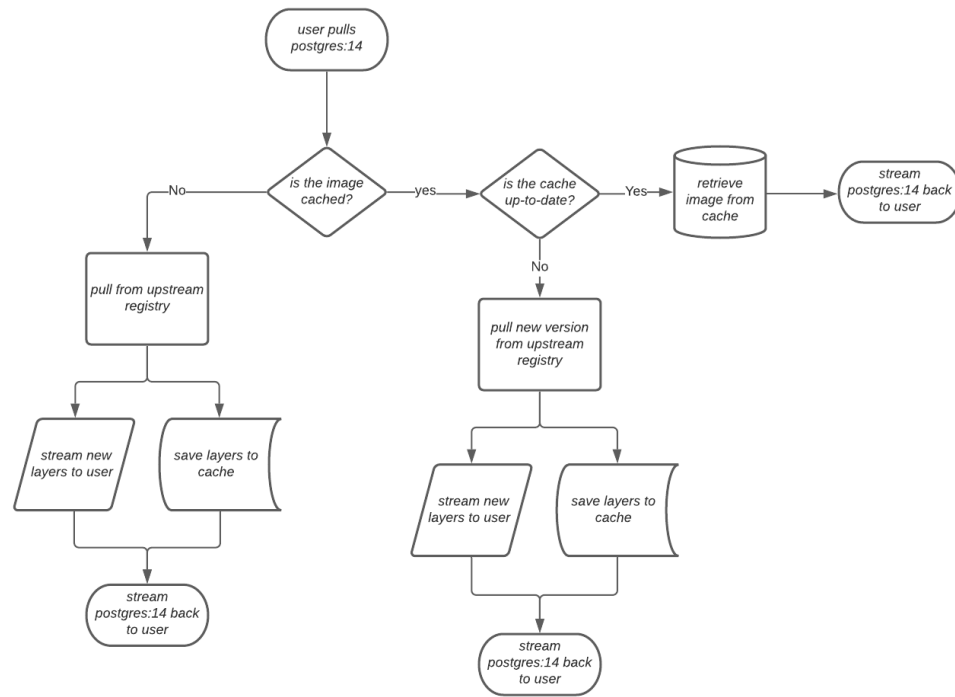 user pulls
postgres:14
is the image
cached?
No
yes
is the cache
up-to-date?
Yes
retrieve
image from
cache
stream
postgres:14 back
to user
No
pull from upstream
registry
pull new version
from upstream
registry
stream new
layers to user
save layers to
cache
stream new
layers to user
save layers to
cache
stream
postgres:14 back
to user
stream
postgres:14 back
to user